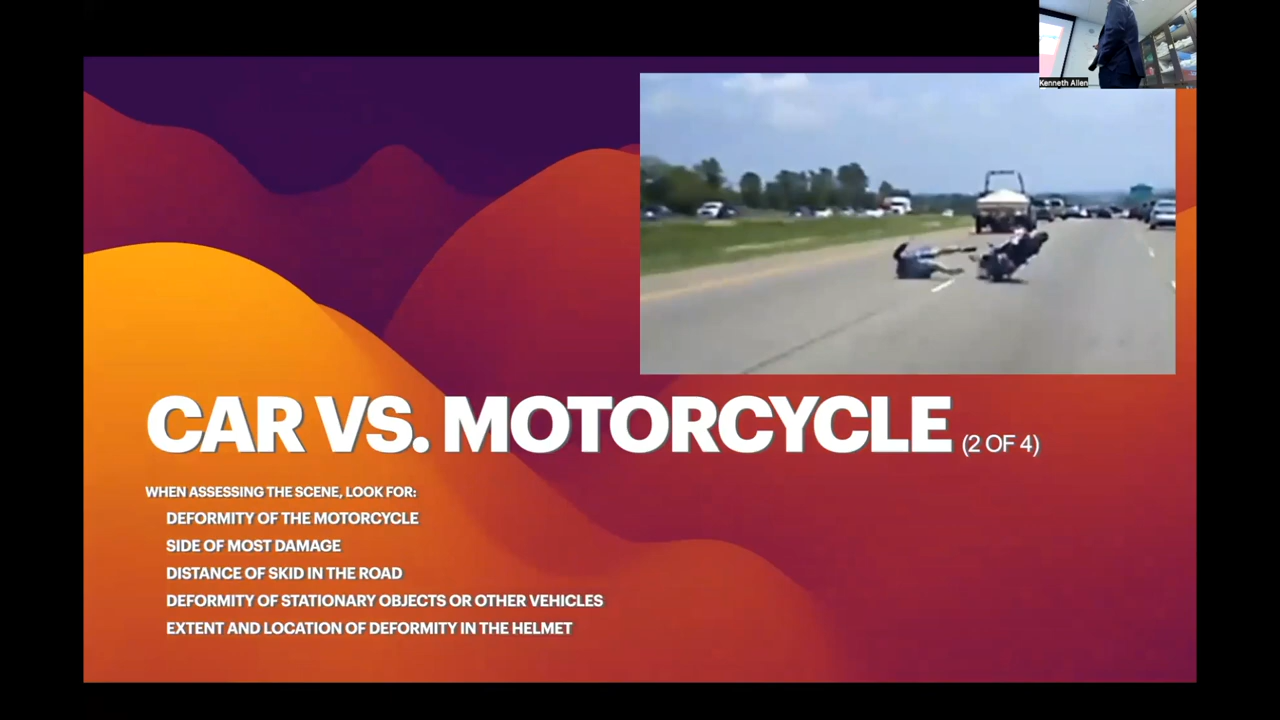 Kenneth Allen
CAR VS. MOTORCYCLE (2 OF 4)
WHEN ASSESSING THE SCENE, LOOK FOR:
DEFORMITY OF THE MOTORCYCLE
SIDE OF MOST DAMAGE
DISTANCE OF SKID IN THE ROAD
DEFORMITY OF STATIONARY OBJECTS OR OTHER VEHICLES
EXTENT AND LOCATION OF DEFORMITY IN THE HELMET